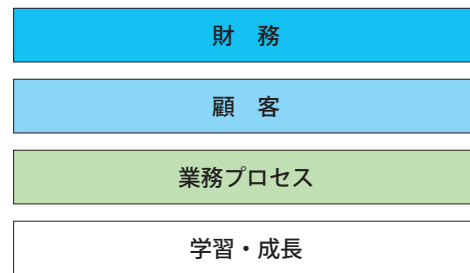 財　務
顧　客
業務プロセス
学習・成長